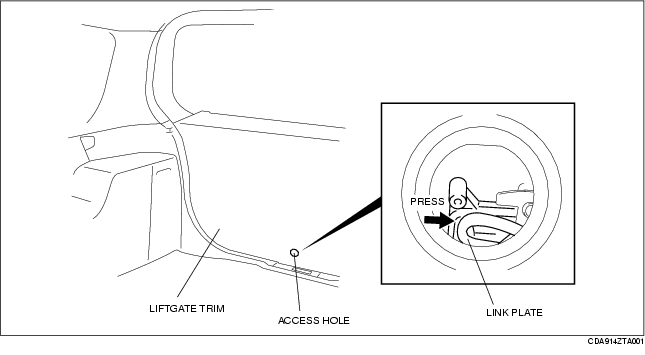 PRESS
LIFTGATE TRIM
ACCESS HOLE
LINK PLATE
CDA914ZTA001